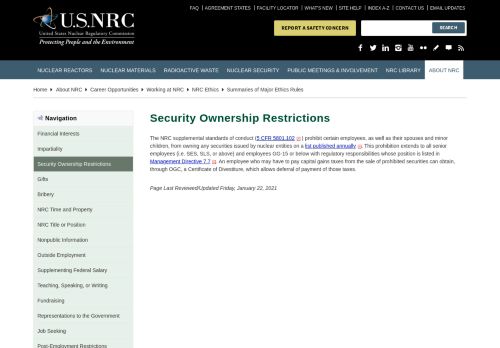 FAQ | AGREEMENT STATES | FACILITY LOCATOR | WHAT'S NEW | SITE HELP | INDEX A-Z | CONTACT US | EMAIL UPDATES
U.S.NRC
United States Nuclear Regulatory Commission
Protecting People and the Environment
REPORT A SAFETY CONCERN
SEARCH
NUCLEAR REACTORS NUCLEAR MATERIALS RADIOACTIVE WASTE NUCLEAR SECURITY PUBLIC MEETINGS & INVOLVEMENT NRC LIBRARY ABOUT NRC
Home About NRC Career Opportunities Working at NRC NRC Ethics Summaries of Major Ethics Rules
Navigation
Financial Interests
Impartiality
Security Ownership Restrictions
Gifts
Bribery
NRC Time and Property
NRC Title or Position
Nonpublic Information
Outside Employment
Supplementing Federal Salary
Teaching, Speaking, or Writing
Fundraising
Representations to the Government
Job Seeking
Post-Employment Restrictions
Security Ownership Restrictions
The NRC supplemental standards of conduct (5 CFR 5801.102) prohibit certain employees, as well as their spouses and minor
children, from owning any securities issued by nuclear entities on a list published annually. This prohibition extends to all senior
employees (i.e. SES, SLS, or above) and employees GG-15 or below with regulatory responsibilities whose position is listed in
Management Directive 7.7. An employee who may have to pay capital gains taxes from the sale of prohibited securities can obtain,
through OGC, a Certificate of Divestiture, which allows deferral of payment of those taxes.
Page Last Reviewed/Updated Friday, January 22, 2021